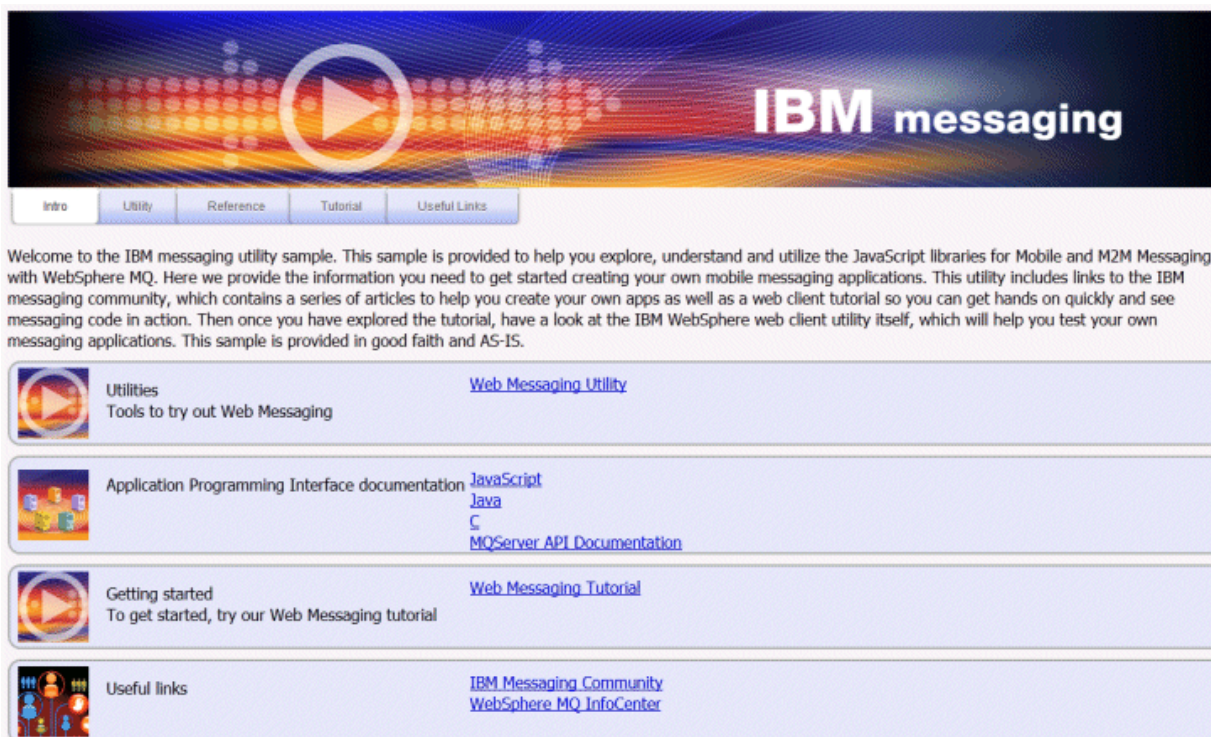 IBM messaging
Intro Utility Reference Tutorial Useful Links
Welcome to the IBM messaging utility sample. This sample is provided to help you explore, understand and utilize the JavaScript libraries for Mobile and M2M Messaging
with WebSphere MQ. Here we provide the information you need to get started creating your own mobile messaging applications. This utility includes links to the IBM
messaging community, which contains a series of articles to help you create your own apps as well as a web client tutorial so you can get hands on quickly and see
messaging code in action. Then once you have explored the tutorial, have a look at the IBM WebSphere web client utility itself, which will help you test your own
messaging applications. This sample is provided in good faith and AS-IS.
Utilities
Tools to try out Web Messaging
Web Messaging Utility
Application Programming Interface documentation
JavaScript
Java
C
MQServer API Documentation
Getting started
To get started, try our Web Messaging tutorial
Web Messaging Tutorial
Useful links
IBM Messaging Community
WebSphere MQ InfoCenter